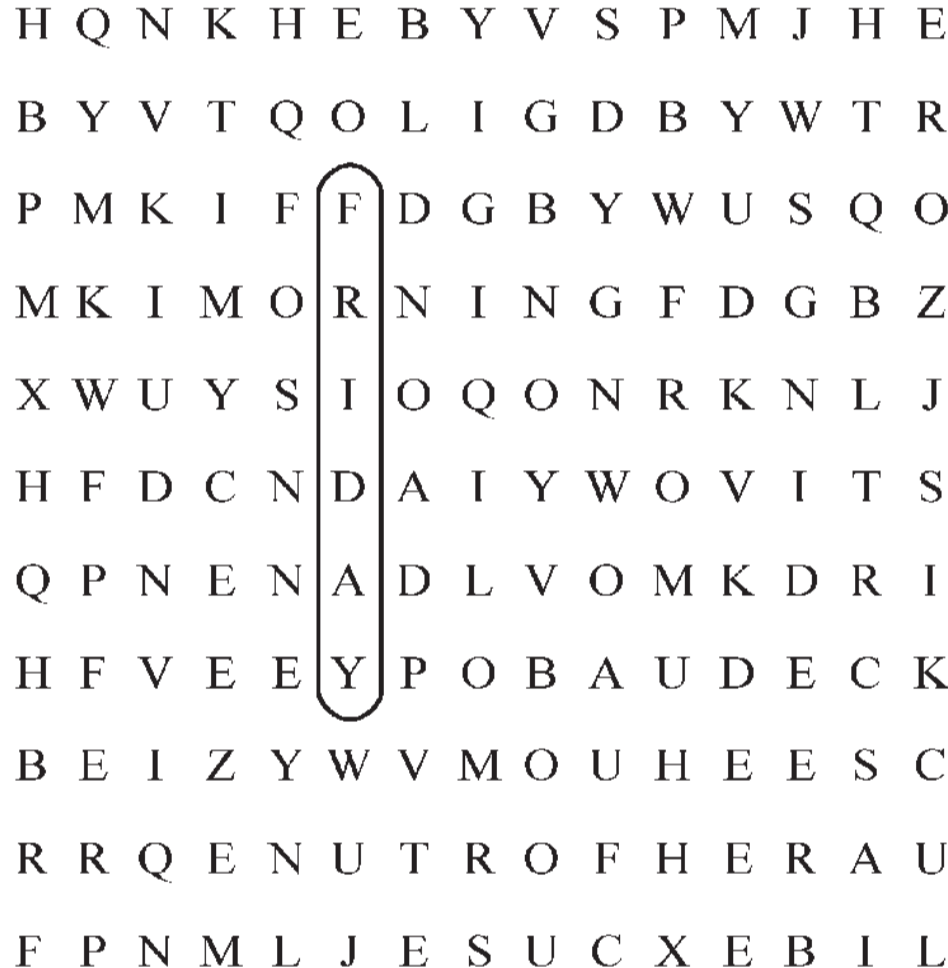 H Q N K H E B Y V S P M J H E
B Y V T Q O L I G D B Y W T R
P M K I F F D G B Y W U S Q O
M K I M O R N I N G F D G B Z
X W U Y S I O Q O N R K N L J
H F D C N D A I Y W O V I T S
Q P N E N A D L V O M K D R I
H F V E E Y P O B A U D E C K
B E I Z Y W V M O U H E E S C
R R Q E N U T R O F H E R A U
F P N M L J E S U C X E B I L